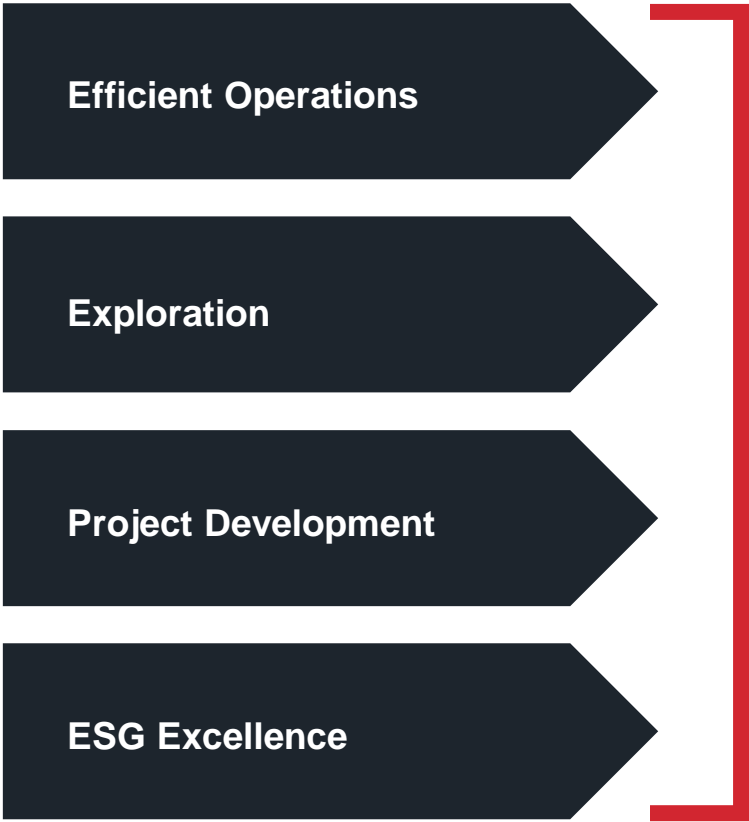 Efficient Operations
Exploration
Project Development
ESG Excellence